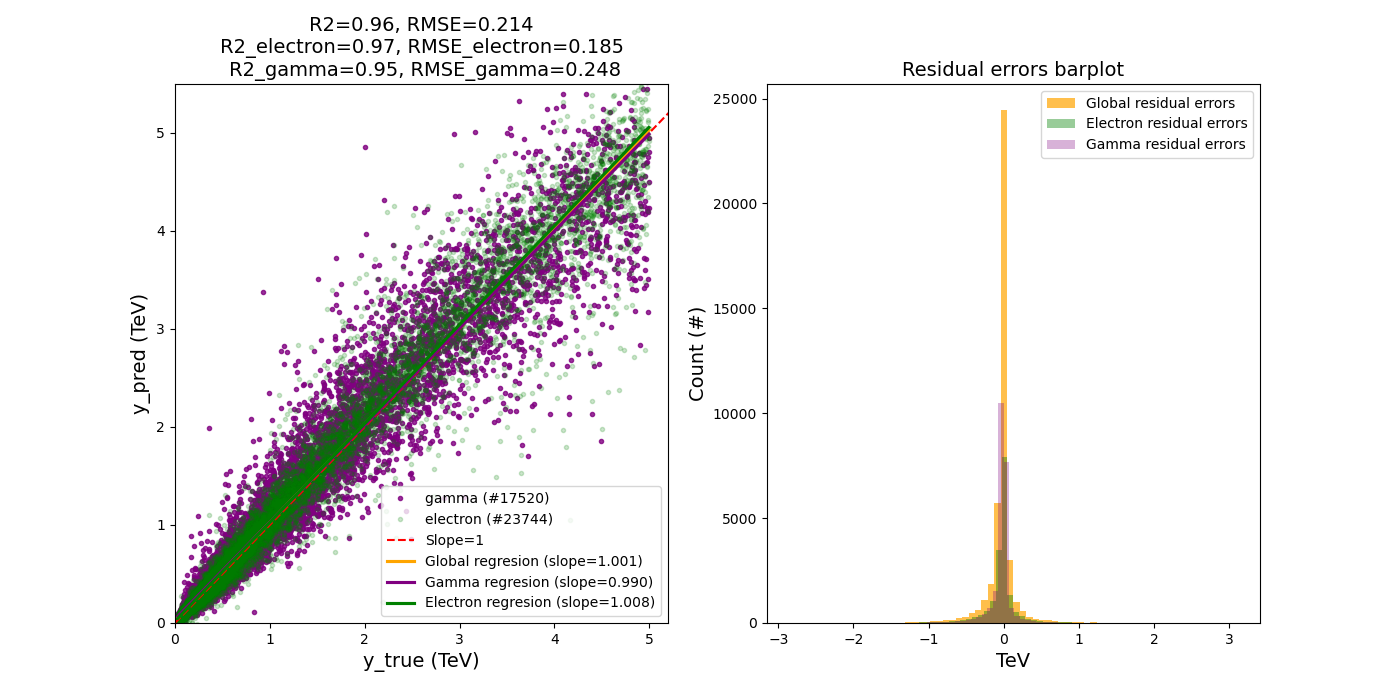 R2=0.96, RMSE=0.214
R2_electron=0.97, RMSE_electron=0.185
R2_gamma=0.95, RMSE_gamma=0.248
y_pred (TeV)
5
4
3
2
1
0
gamma (#17520)
electron (#23744)
Slope=1
Global regresion (slope=1.001)
Gamma regresion (slope=0.990)
Electron regresion (slope=1.008)
0 1 2 3 4 5
y_true (TeV)
Residual errors barplot
Count (#)
25000
20000
15000
10000
5000
0
Global residual errors
Electron residual errors
Gamma residual errors
−3 −2 −1 0 1 2 3
TeV